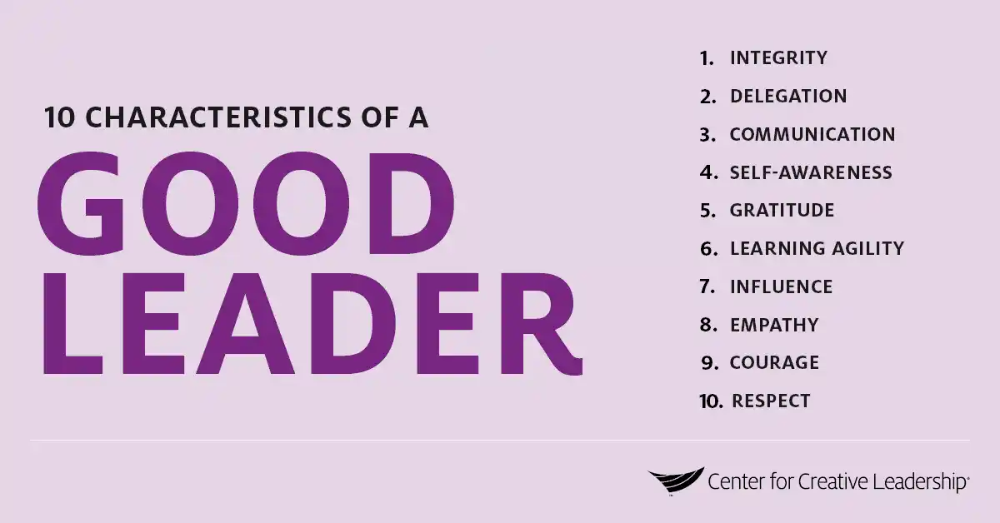 10 CHARACTERISTICS OF A
GOOD
LEADER
1. INTEGRITY
2. DELEGATION
3. COMMUNICATION
4. SELF-AWARENESS
5. GRATITUDE
6. LEARNING AGILITY
7. INFLUENCE
8. EMPATHY
9. COURAGE
10. RESPECT
Center for Creative Leadership®